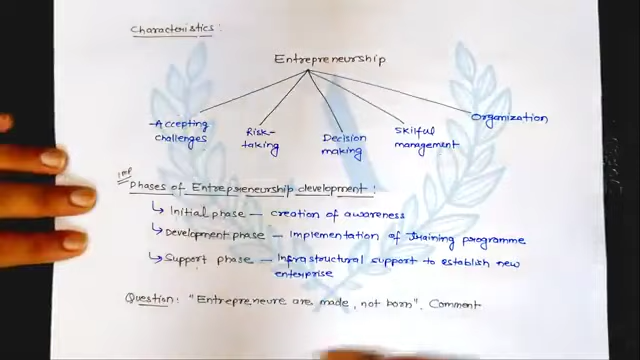 Characteristics:
Entrepreneurship
Accepting challenges
Risk-taking
Decision making
Skilful management
Organization
Imp
Phases of Entrepreneurship development:
↳ Initial phase — creation of awareness
↳ Development phase — Implementation of training programme
↳ Support phase — Infrastructural support to establish new
enterprise
Question: "Entrepreneure are made, not born". Comment